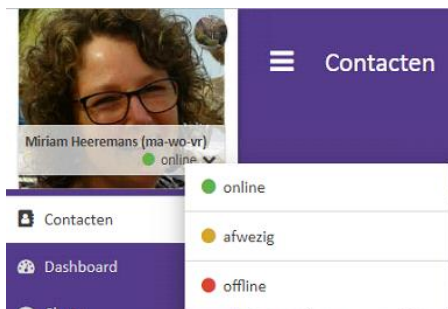 Contacten
Miriam Heeremans (ma-wo-vr)
online
online
Contacten
afwezig
Dashboard
offline